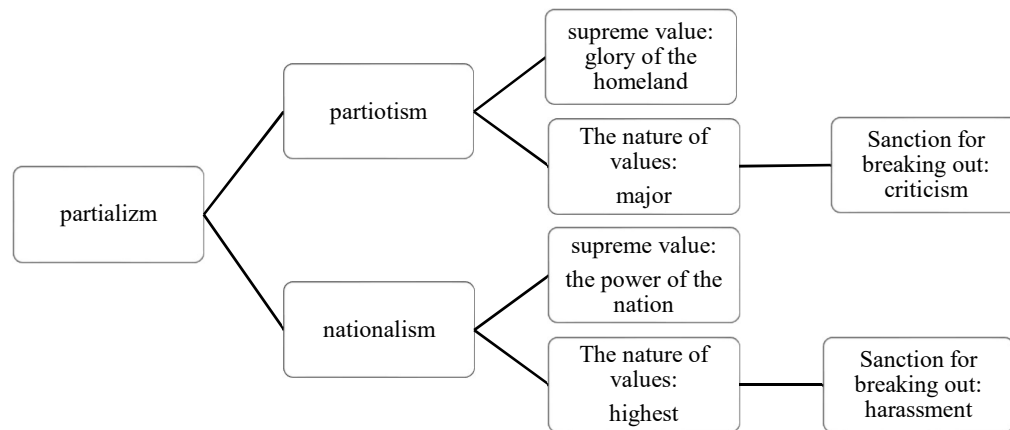 partializm
partiotism
supreme value:
glory of the
homeland
The nature of
values:
major
Sanction for
breaking out:
criticism
nationalism
supreme value:
the power of the
nation
The nature of
values:
highest
Sanction for
breaking out:
harassment